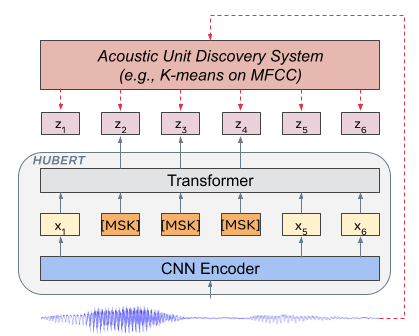 Acoustic Unit Discovery System
(e.g., K-means on MFCC)
z1 z2 z3 z4 z5 z6
HUBERT
Transformer
x1 [MSK] [MSK] [MSK] x5 x6
CNN Encoder